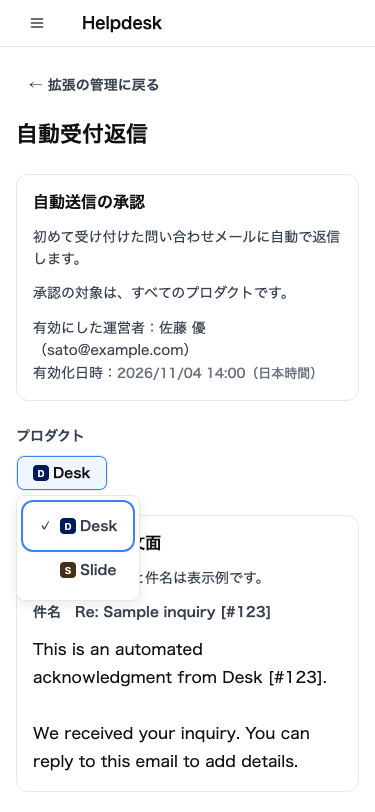 Helpdesk
← 拡張の管理に戻る
自動受付返信
自動送信の承認
初めて受け付けた問い合わせメールに自動で返信
します。
承認の対象は、すべてのプロダクトです。
有効にした運営者：佐藤 優
（sato@example.com）
有効化日時：2026/11/04 14:00（日本時間）
プロダクト
D Desk
✓ D Desk
S Slide
文面
と件名は表示例です。
件名 Re: Sample inquiry [#123]
This is an automated
acknowledgment from Desk [#123].
We received your inquiry. You can
reply to this email to add details.